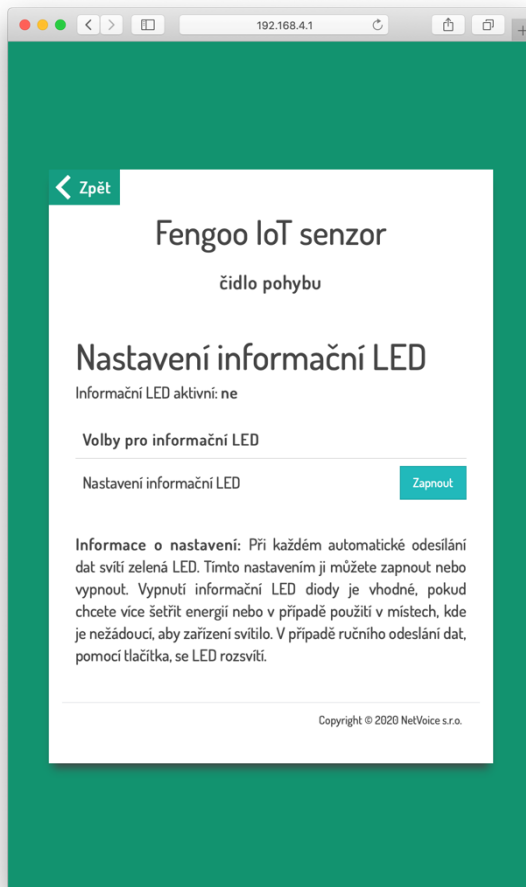 192.168.4.1
Zpět
Fengoo IoT senzor
čidlo pohybu
Nastavení informační LED
Informační LED aktivní: ne
Volby pro informační LED
Nastavení informační LED
Zapnout
Informace o nastavení: Při každém automatické odesílání
dat svítí zelená LED. Tímto nastavením ji můžete zapnout nebo
vypnout. Vypnutí informační LED diody je vhodné, pokud
chcete více šetřit energií nebo v případě použití v místech, kde
je nežádoucí, aby zařízení svítilo. V případě ručního odeslání dat,
pomocí tlačítka, se LED rozsvítí.
Copyright © 2020 NetVoice s.r.o.